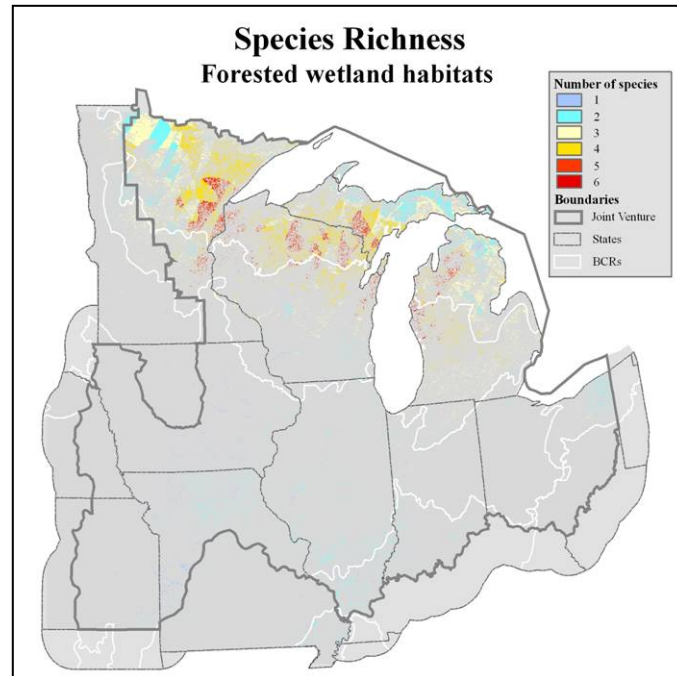 Species Richness
Forested wetland habitats
Number of species
1
2
3
4
5
6
Boundaries
Joint Venture
States
BCRs